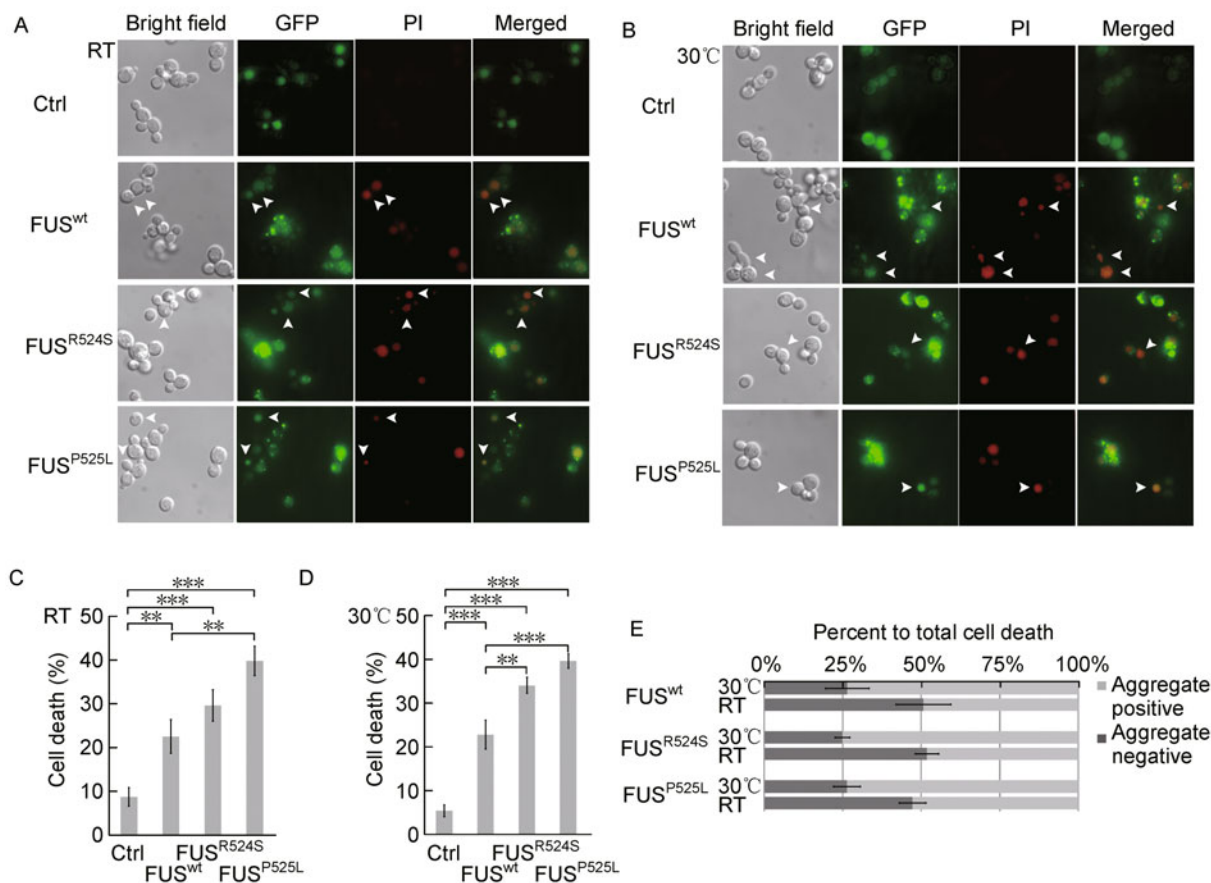 A
Bright field GFP PI Merged
RT
Ctrl
FUSwt
FUSR524S
FUSP525L
B
Bright field GFP PI Merged
30℃
Ctrl
FUSwt
FUSR524S
FUSP525L
C
RT
Cell death (%)
50
40
30
20
10
0
*** 
***
** **
Ctrl FUSwt FUSR524S FUSP525L
D
30℃
Cell death (%)
50
40
30
20
10
0
***
***
*** ***
**
Ctrl FUSwt FUSR524S FUSP525L
E
Percent to total cell death
0% 25% 50% 75% 100%
FUSwt 30℃
RT
FUSR524S 30℃
RT
FUSP525L 30℃
RT
Aggregate positive
Aggregate negative